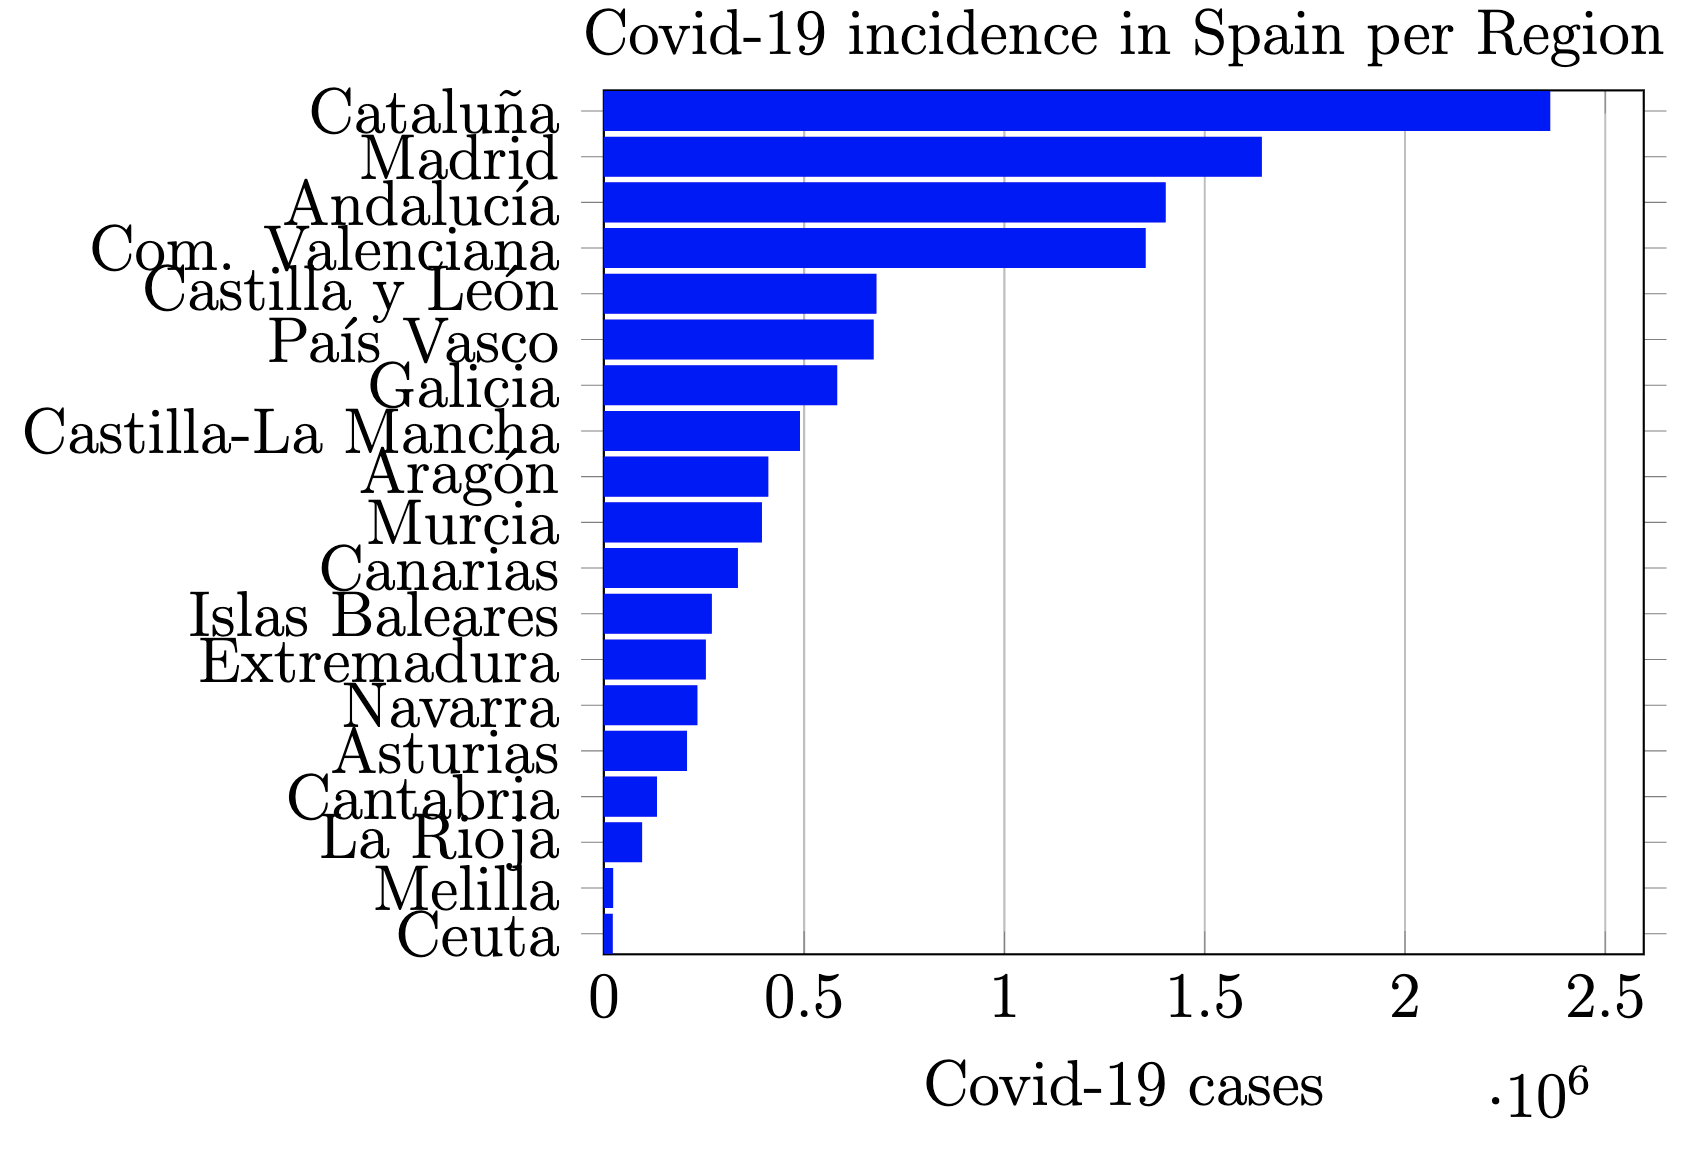 Covid-19 incidence in Spain per Region
Cataluña
Madrid
Andalucía
Com. Valenciana
Castilla y León
País Vasco
Galicia
Castilla-La Mancha
Aragón
Murcia
Canarias
Islas Baleares
Extremadura
Navarra
Asturias
Cantabria
La Rioja
Melilla
Ceuta
0 0.5 1 1.5 2 2.5
Covid-19 cases
·10⁶